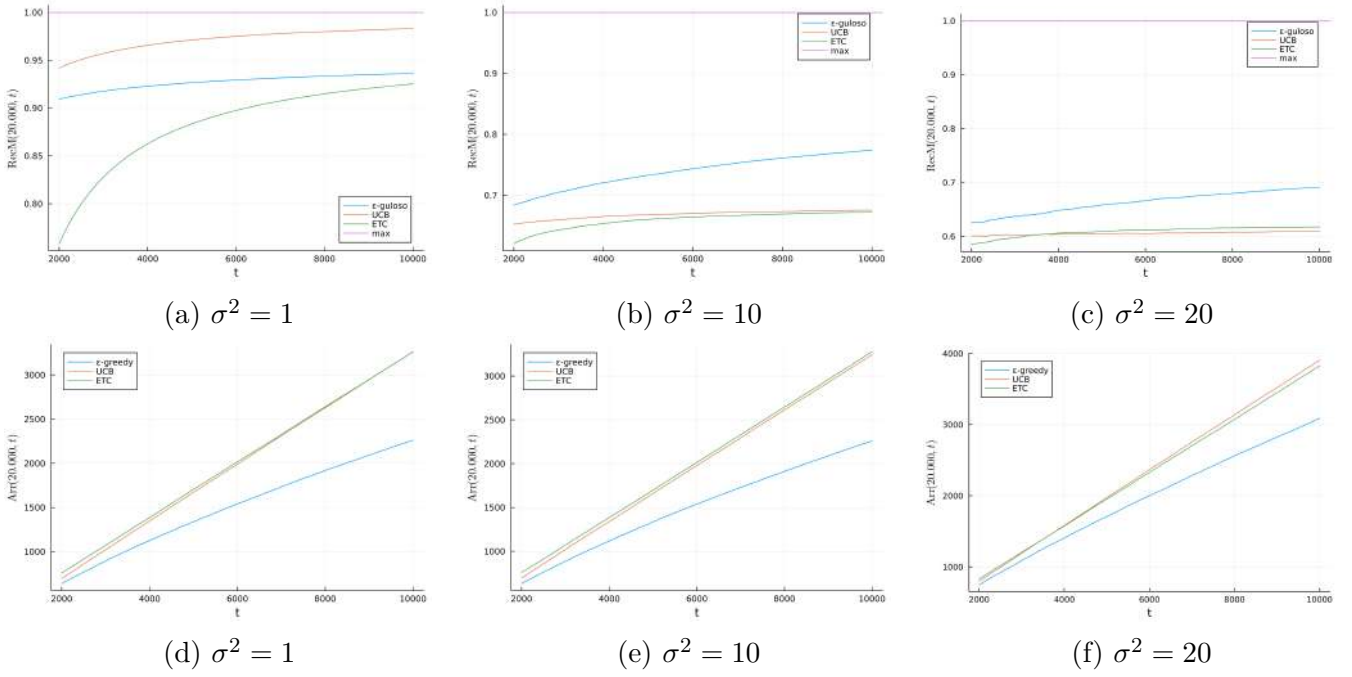 1.00
0.95
0.90
0.85
0.80
RecM(20.000, t)
ε-guloso
UCB
ETC
max
2000 4000 6000 8000 10000
t
(a) σ² = 1
1.0
0.9
0.8
0.7
RecM(20.000, t)
ε-guloso
UCB
ETC
max
2000 4000 6000 8000 10000
t
(b) σ² = 10
1.0
0.9
0.8
0.7
0.6
RecM(20.000, t)
ε-guloso
UCB
ETC
max
2000 4000 6000 8000 10000
t
(c) σ² = 20
3000
2500
2000
1500
1000
Arr(20.000, t)
ε-greedy
UCB
ETC
2000 4000 6000 8000 10000
t
(d) σ² = 1
3000
2500
2000
1500
1000
Arr(20.000, t)
ε-greedy
UCB
ETC
2000 4000 6000 8000 10000
t
(e) σ² = 10
4000
3000
2000
1000
Arr(20.000, t)
ε-greedy
UCB
ETC
2000 4000 6000 8000 10000
t
(f) σ² = 20